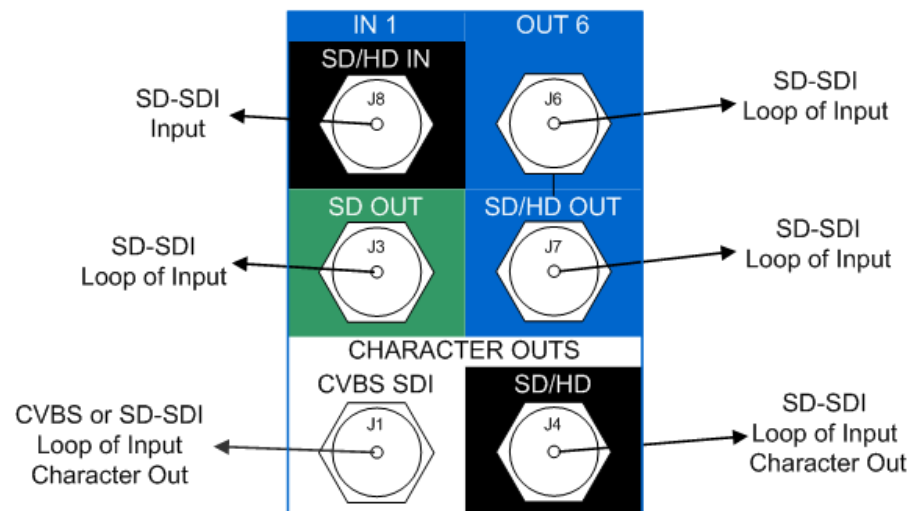 IN 1
OUT 6
SD/HD IN
J8
J6
SD-SDI
Input
SD-SDI
Loop of Input
SD OUT
SD/HD OUT
J3
J7
SD-SDI
Loop of Input
SD-SDI
Loop of Input
CHARACTER OUTS
CVBS SDI
SD/HD
J1
J4
CVBS or SD-SDI
Loop of Input
Character Out
SD-SDI
Loop of Input
Character Out